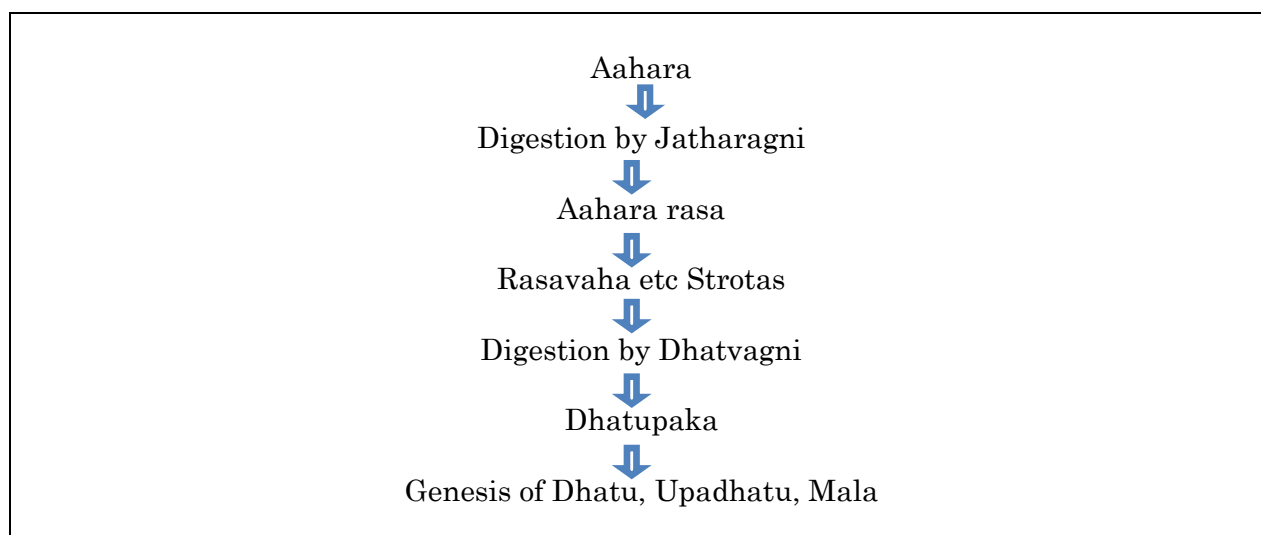 Aahara
Digestion by Jatharagni
Aahara rasa
Rasavaha etc Strotas
Digestion by Dhatvagni
Dhatupaka
Genesis of Dhatu, Upadhatu, Mala